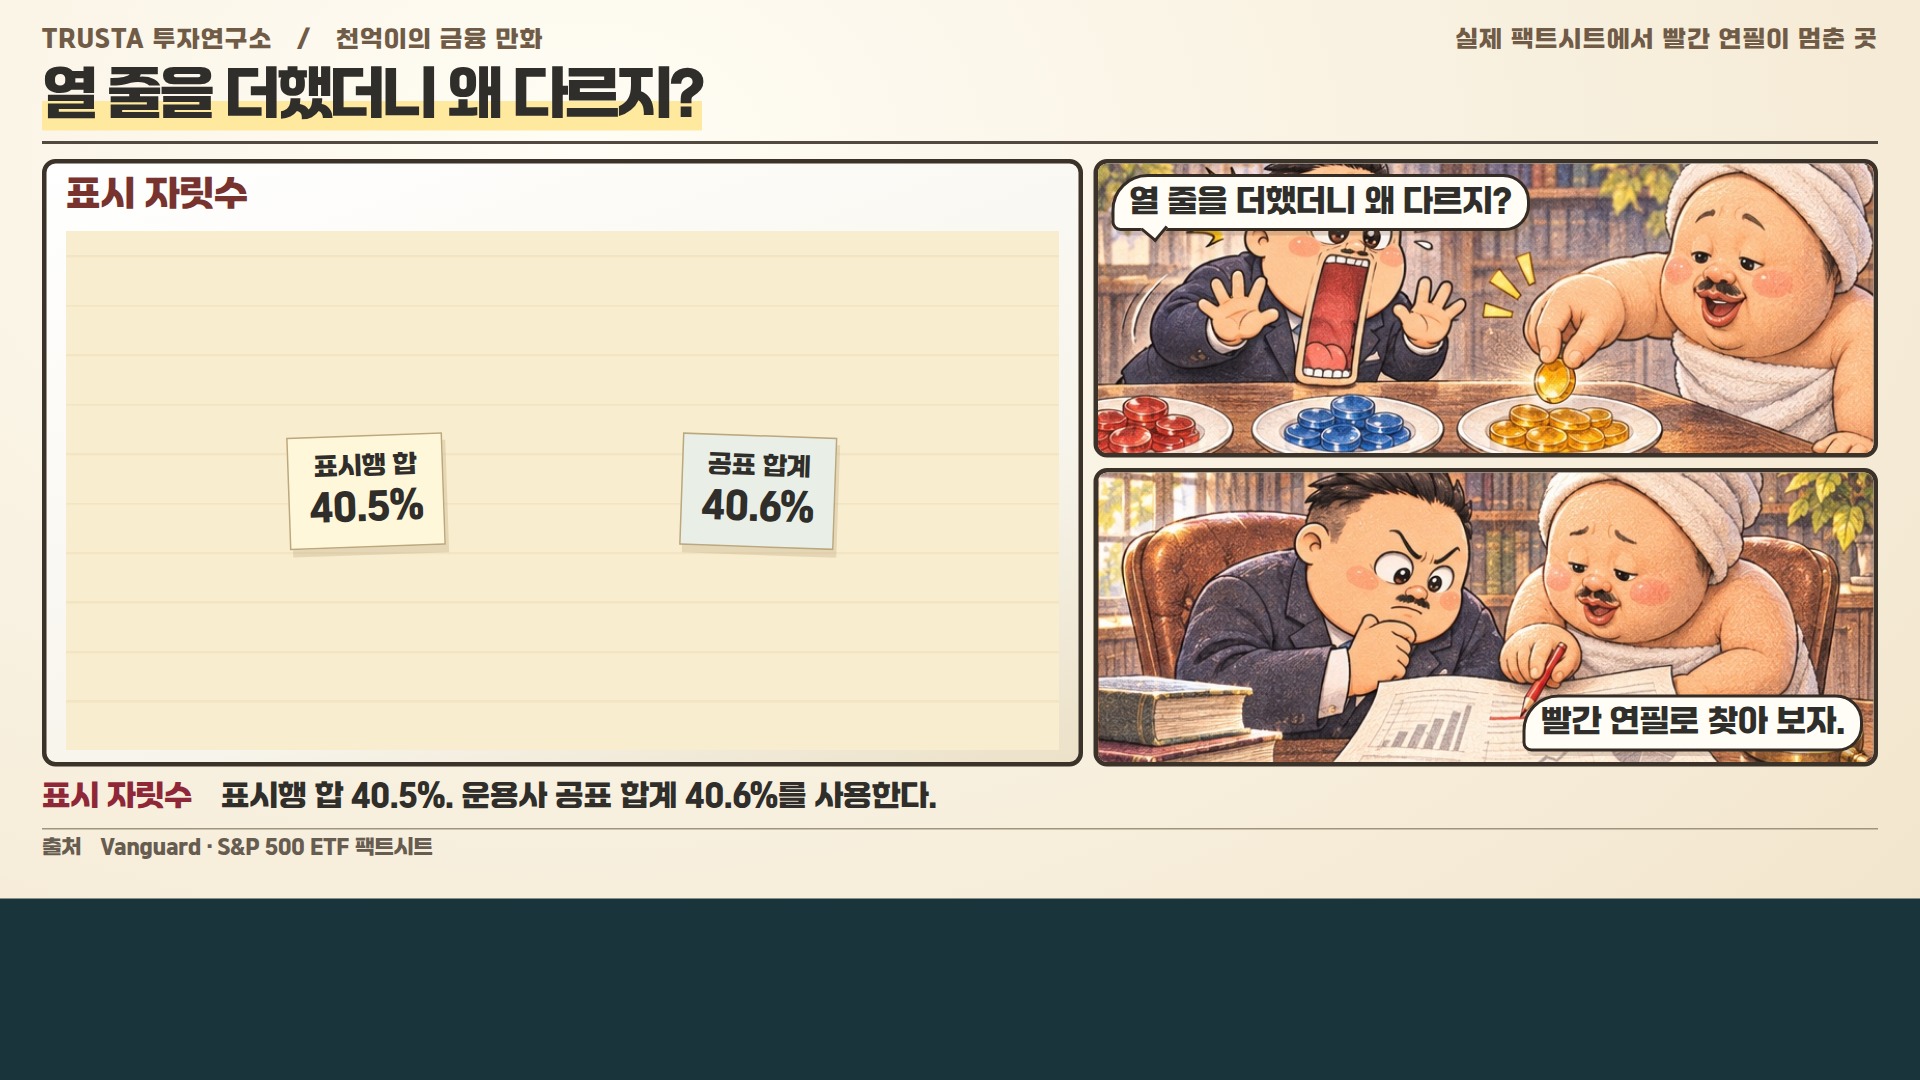 TRUSTA 투자연구소 / 천억이의 금융 만화
실제 팩트시트에서 빨간 연필이 멈춘 곳
열 줄을 더했더니 왜 다르지?
표시 자릿수
표시행 합
40.5%
공표 합계
40.6%
열 줄을 더했더니 왜 다르지?
빨간 연필로 찾아 보자.
표시 자릿수 표시행 합 40.5%. 운용사 공표 합계 40.6%를 사용한다.
출처 Vanguard · S&P 500 ETF 팩트시트